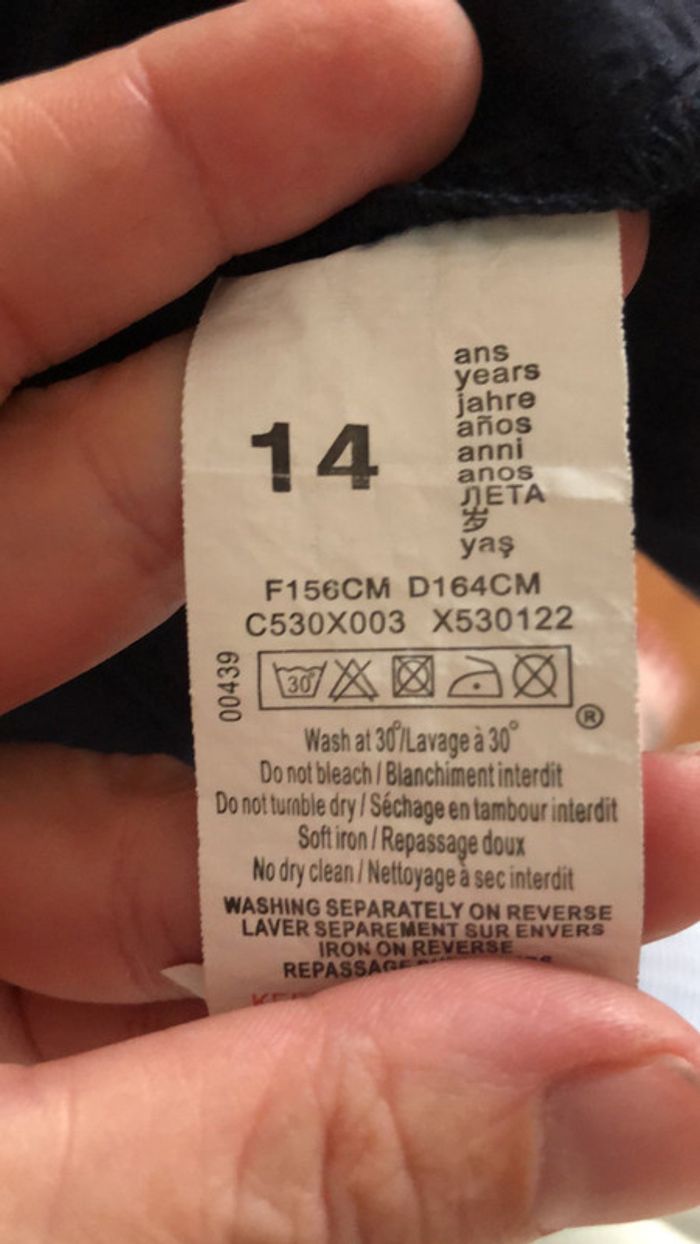 14
ans
years
jahre
años
anni
anos
ЛЕТА
岁
yaş
F156CM D164CM
C530X003 X530122
00439
30°
®
Wash at 30°/Lavage à 30°
Do not bleach / Blanchiment interdit
Do not tumble dry / Séchage en tambour interdit
Soft iron / Repassage doux
No dry clean / Nettoyage à sec interdit
WASHING SEPARATELY ON REVERSE
LAVER SEPAREMENT SUR ENVERS
IRON ON REVERSE
REPASSAGE